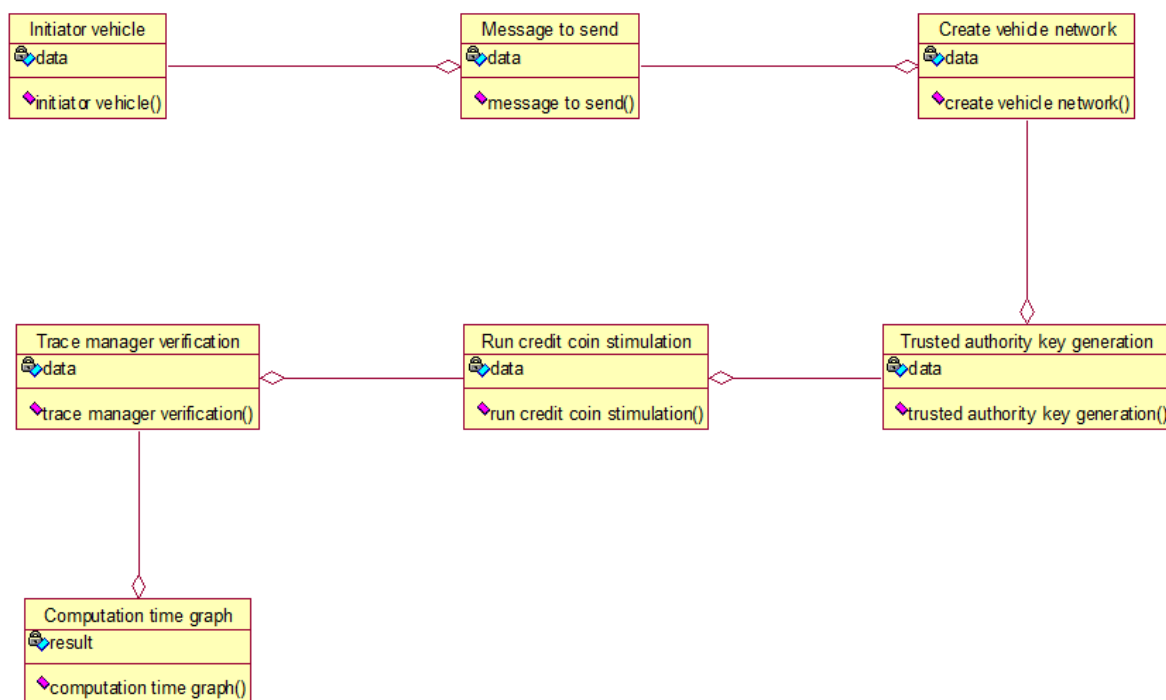 Initiator vehicle
data
initiator vehicle()
Message to send
data
message to send()
Create vehicle network
data
create vehicle network()
Trace manager verification
data
trace manager verification()
Run credit coin stimulation
data
run credit coin stimulation()
Trusted authority key generation
data
trusted authority key generation()
Computation time graph
result
computation time graph()